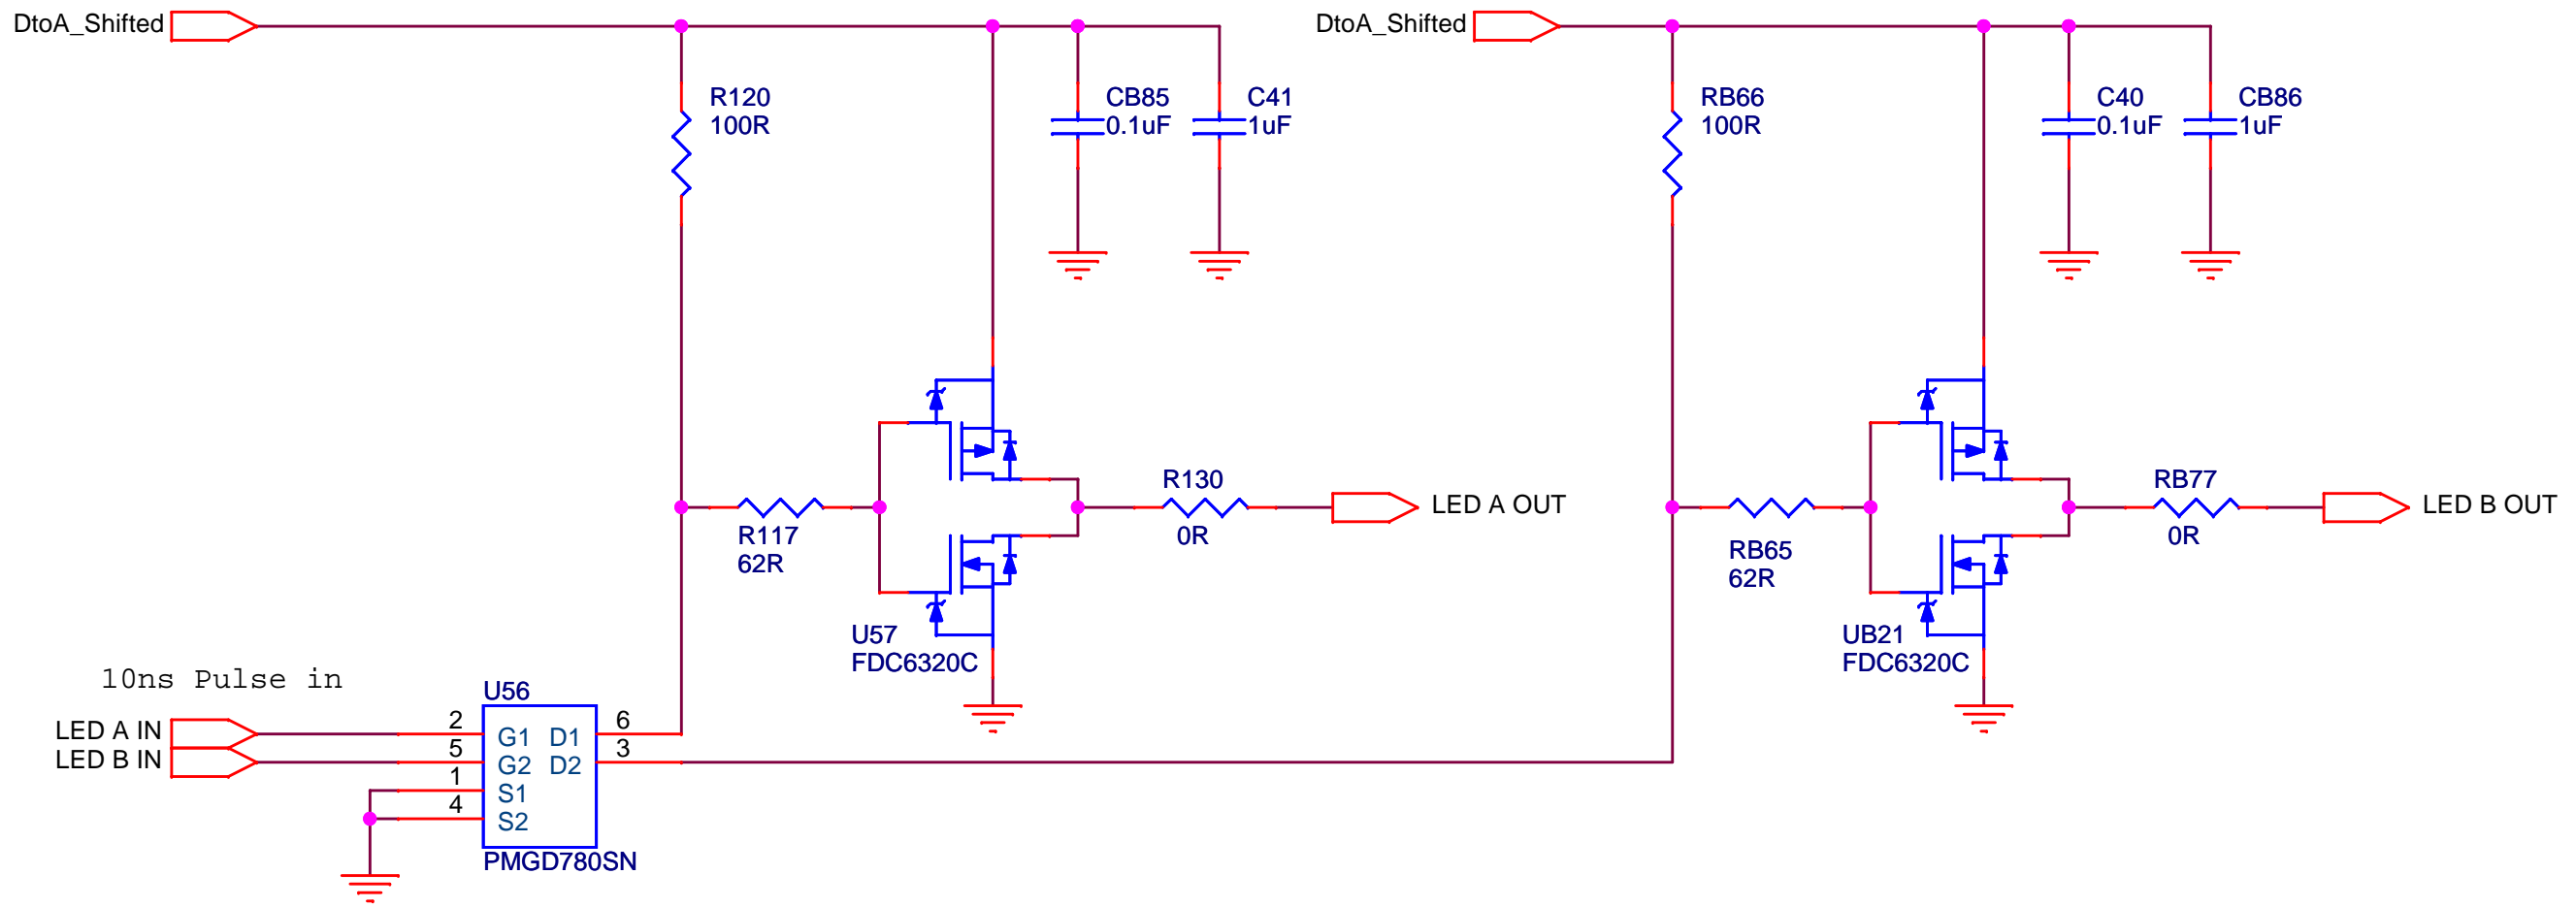 DtoA_Shifted
DtoA_Shifted
R120
100R
CB85
0.1uF
C41
1uF
RB66
100R
C40
0.1uF
CB86
1uF
R117
62R
R130
0R
LED A OUT
U57
FDC6320C
RB65
62R
RB77
0R
LED B OUT
UB21
FDC6320C
10ns Pulse in
LED A IN
LED B IN
U56
2
5
1
4
G1 D1
G2 D2
S1
S2
6
3
PMGD780SN